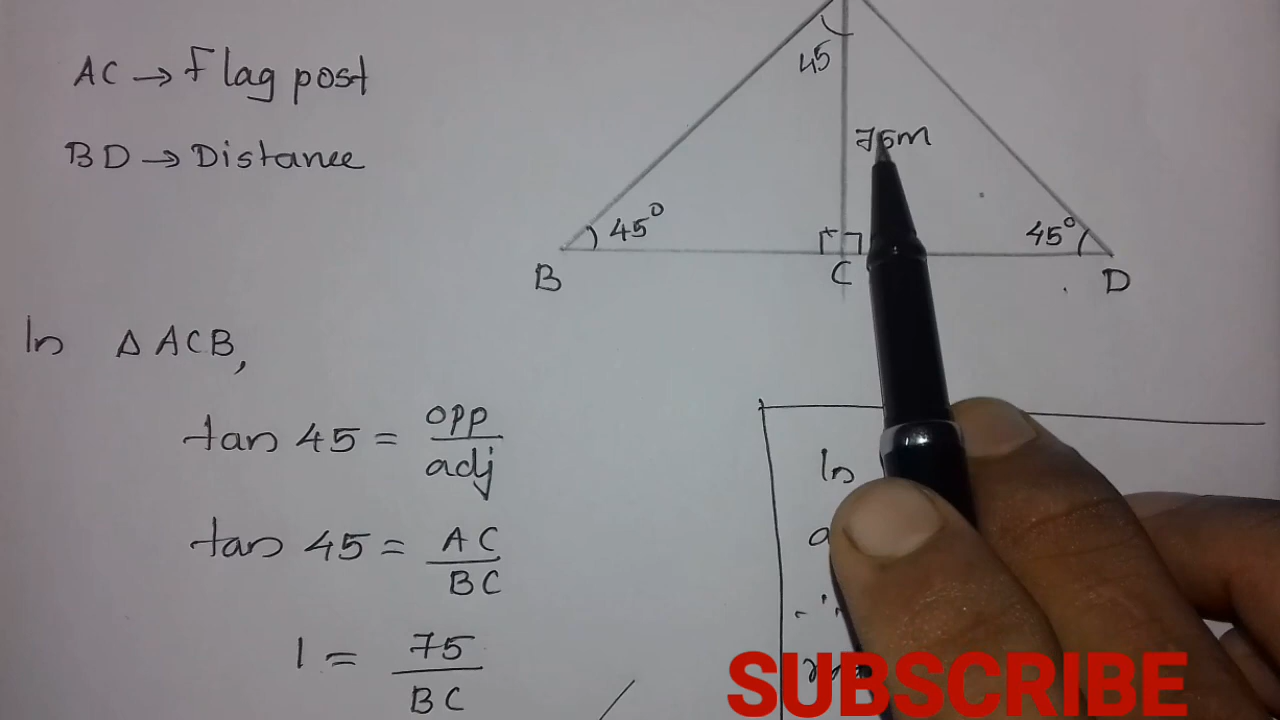 AC → Flag post
BD → Distance
45
75m
45°
45°
B
C
D
In △ ACB,
tan 45 = opp
adj
tan 45 = AC
BC
1 = 75
BC
In
SUBSCRIBE